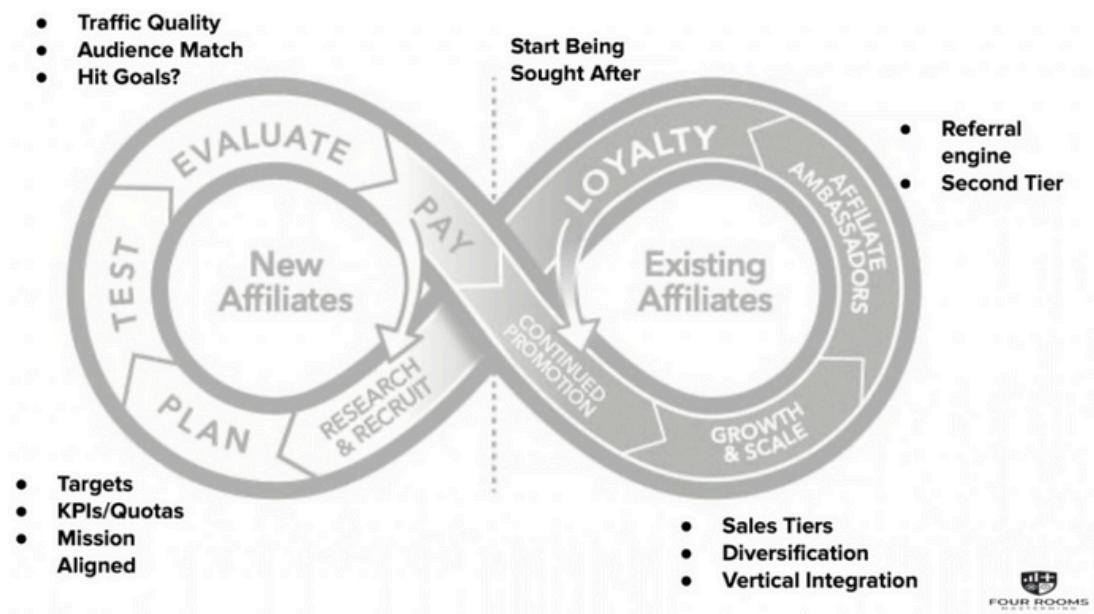 ● Traffic Quality
● Audience Match
● Hit Goals?
Start Being
Sought After
EVALUATE
PAY
TEST
New
Affiliates
PLAN
RESEARCH
& RECRUIT
LOYALTY
AFFILIATE
AMBASSADORS
Existing
Affiliates
CONTINUED
PROMOTION
GROWTH
& SCALE
● Referral
engine
● Second Tier
● Targets
● KPIs/Quotas
● Mission
Aligned
● Sales Tiers
● Diversification
● Vertical Integration
FOUR ROOMS
MASTERMIND